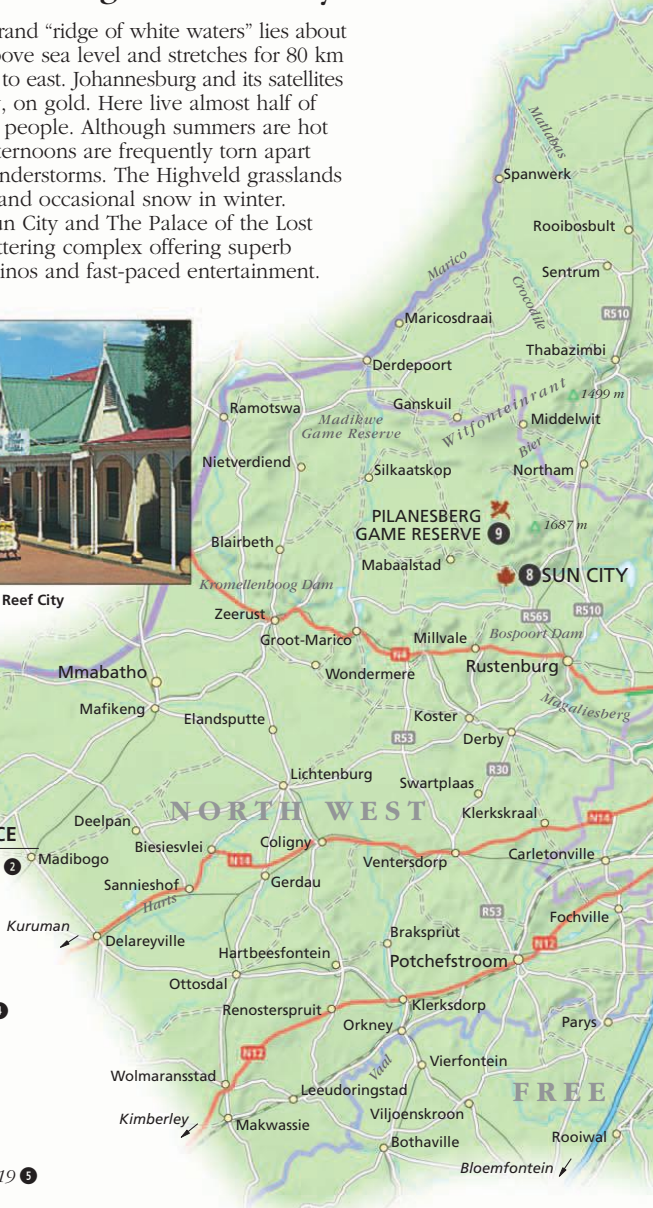 rand “ridge of white waters” lies about
ove sea level and stretches for 80 km
to east. Johannesburg and its satellites
, on gold. Here live almost half of
people. Although summers are hot
ternoons are frequently torn apart
nderstorms. The Highveld grasslands
and occasional snow in winter.
un City and The Palace of the Lost
ttering complex offering superb
inos and fast-paced entertainment.
Reef City
Matlabas
Spanwerk
Rooibosbult
Marico
Sentrum
Crocodile
R510
Maricosdraai
Thabazimbi
Derdepoort
Ramotswa
Madikwe
Game Reserve
Ganskuil
Witfonteinrant
1499 m
Middelwit
Bier
Nietverdiend
Silkaatskop
Northam
PILANESBERG
GAME RESERVE 9
1687 m
Blairbeth
Mabaalstad
8 SUN CITY
Kromellenboog Dam
Zeerust
R565
R510
Groot-Marico
Millvale
Bospoort Dam
N4
Rustenburg
Mmabatho
Wondermere
Magaliesberg
Mafikeng
Elandsputte
Koster
R53
Derby
Lichtenburg
R30
Swartplaas
NORTH WEST
Klerkskraal
N14
Deelpan
CE
Biesiesvlei
Coligny
2
Madibogo
N14
Ventersdorp
Carletonville
Sannieshof
Gerdau
Harts
R53
Fochville
Kuruman
Delareyville
Brakspriut
N12
Hartbeesfontein
Potchefstroom
Ottosdal
Renosterspruit
Klerksdorp
Orkney
Parys
N12
Vaal
Vierfontein
Wolmaransstad
Leeudoringstad
FREE
Kimberley
Makwassie
Viljoenskroon
Bothaville
Rooiwal
Bloemfontein
19 5